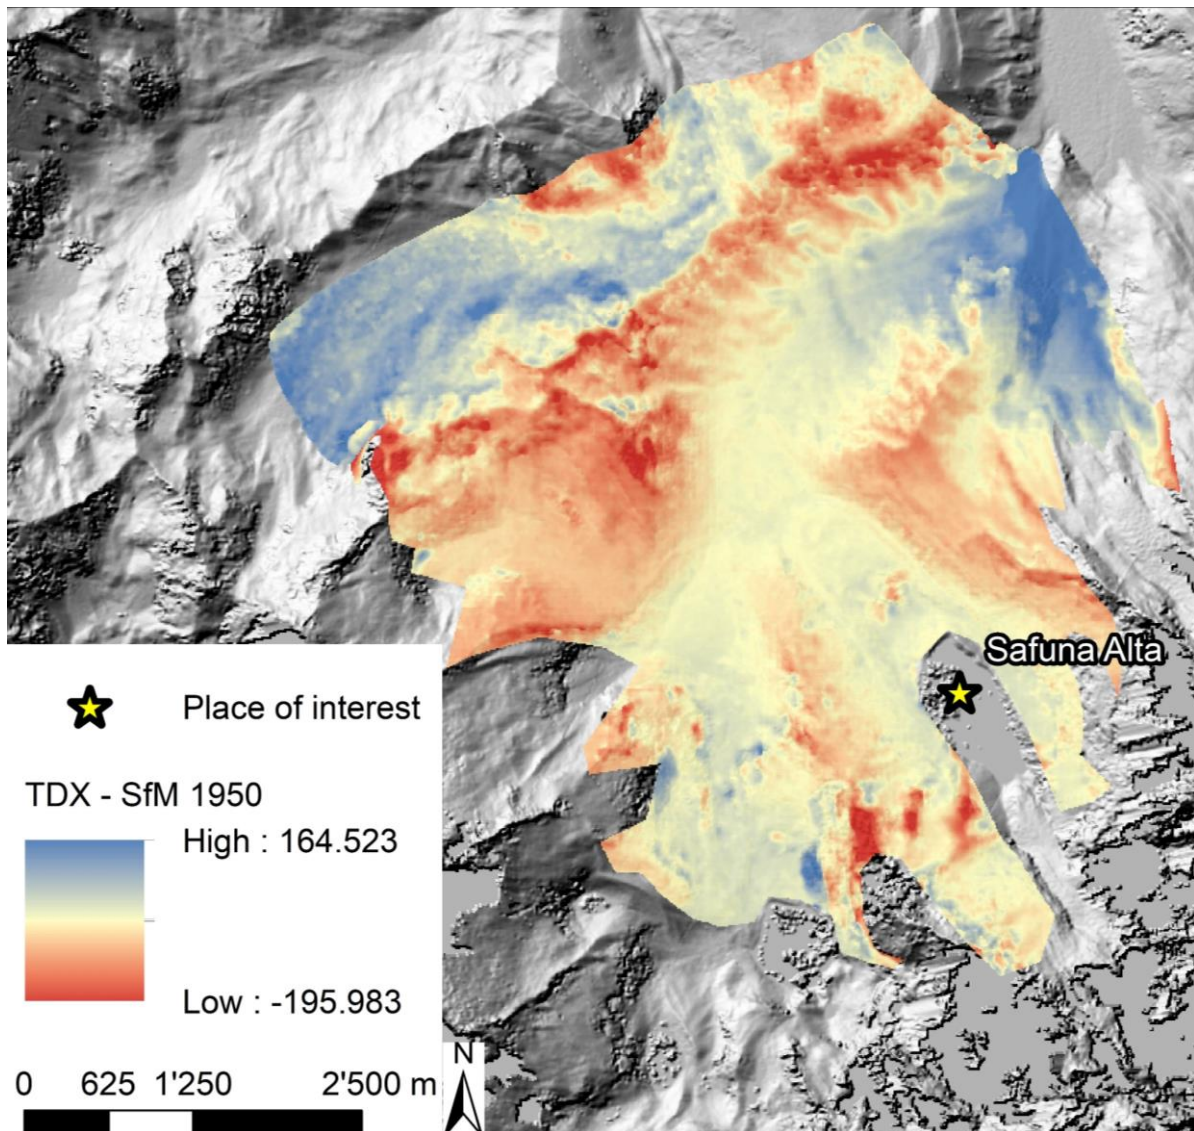 Safuna Alta
Place of interest
TDX - SfM 1950
High : 164.523
Low : -195.983
0 625 1'250 2'500 m
N